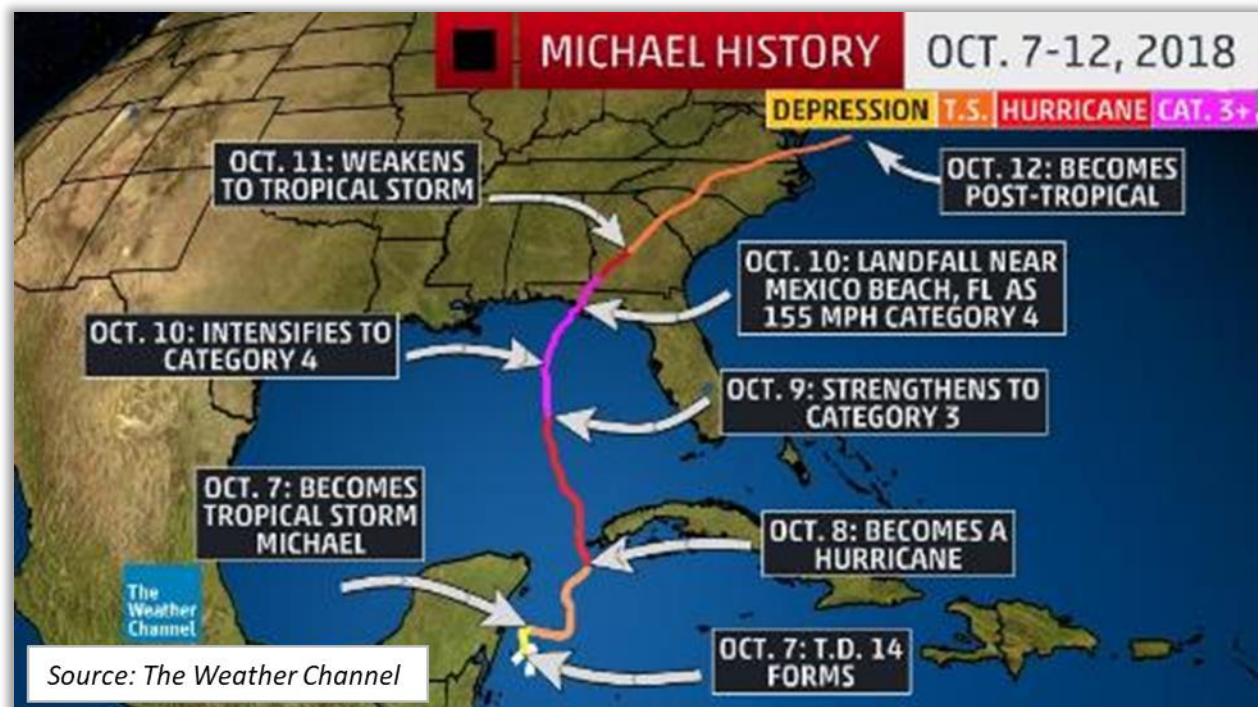 MICHAEL HISTORY
OCT. 7-12, 2018
DEPRESSION T.S. HURRICANE CAT. 3+
OCT. 11: WEAKENS
TO TROPICAL STORM
OCT. 12: BECOMES
POST-TROPICAL
OCT. 10: LANDFALL NEAR
MEXICO BEACH, FL AS
155 MPH CATEGORY 4
OCT. 10: INTENSIFIES TO
CATEGORY 4
OCT. 9: STRENGTHENS TO
CATEGORY 3
OCT. 7: BECOMES
TROPICAL STORM
MICHAEL
OCT. 8: BECOMES A
HURRICANE
The
Weather
Channel
OCT. 7: T.D. 14
FORMS
Source: The Weather Channel